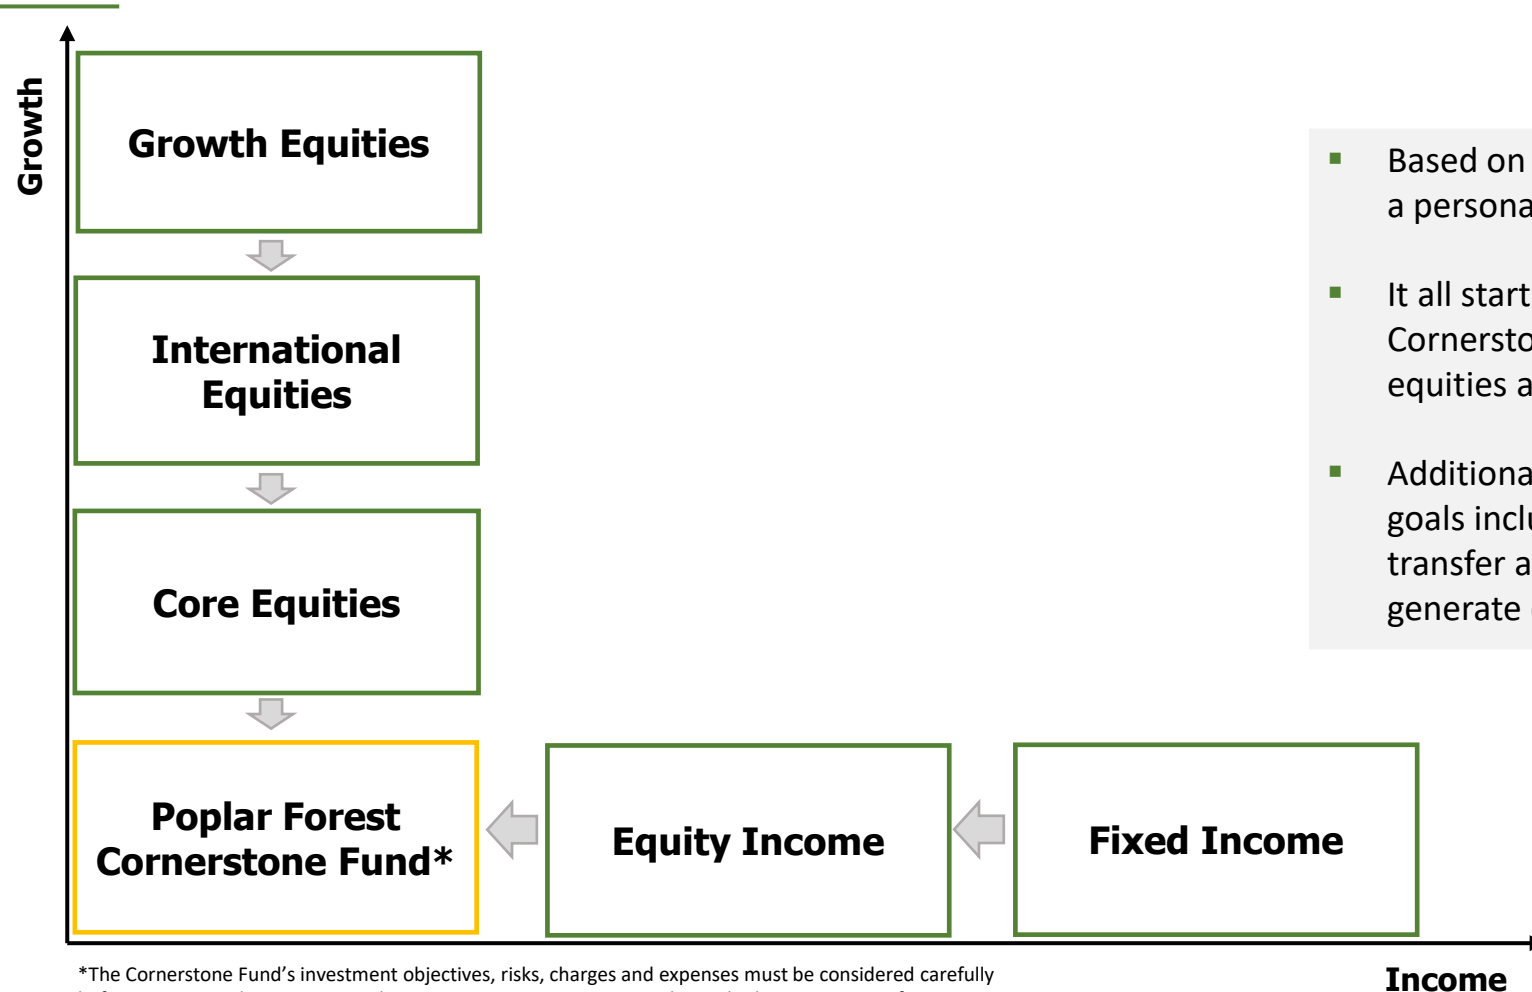 Growth
Growth Equities
International
Equities
Core Equities
Poplar Forest
Cornerstone Fund*
Equity Income
Fixed Income
▪ Based on
a persona
▪ It all start
Cornersto
equities a
▪ Additiona
goals inclu
transfer a
generate
Income
*The Cornerstone Fund’s investment objectives, risks, charges and expenses must be considered carefully